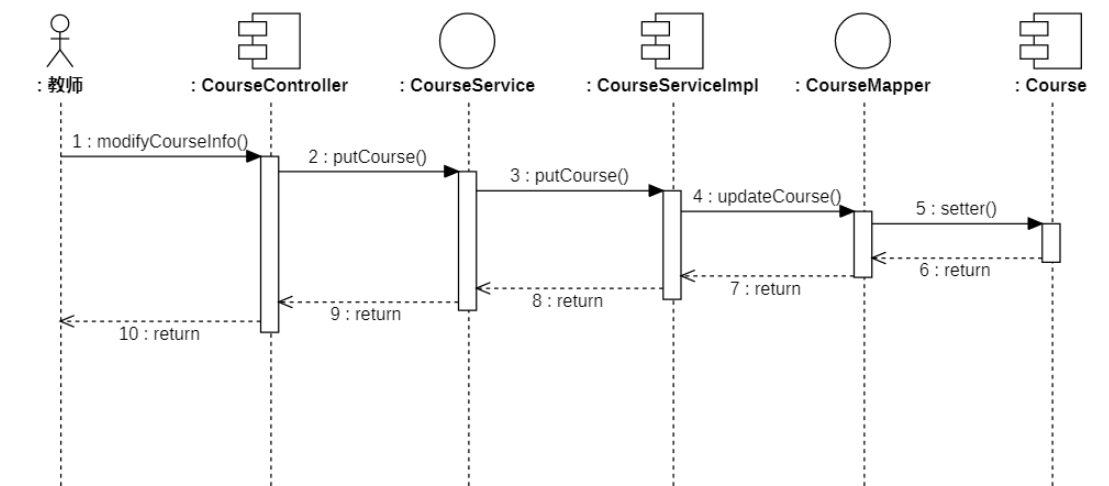 : 教师
: CourseController
: CourseService
: CourseServiceImpl
: CourseMapper
: Course
1 : modifyCourseInfo()
2 : putCourse()
3 : putCourse()
4 : updateCourse()
5 : setter()
6 : return
7 : return
8 : return
9 : return
10 : return